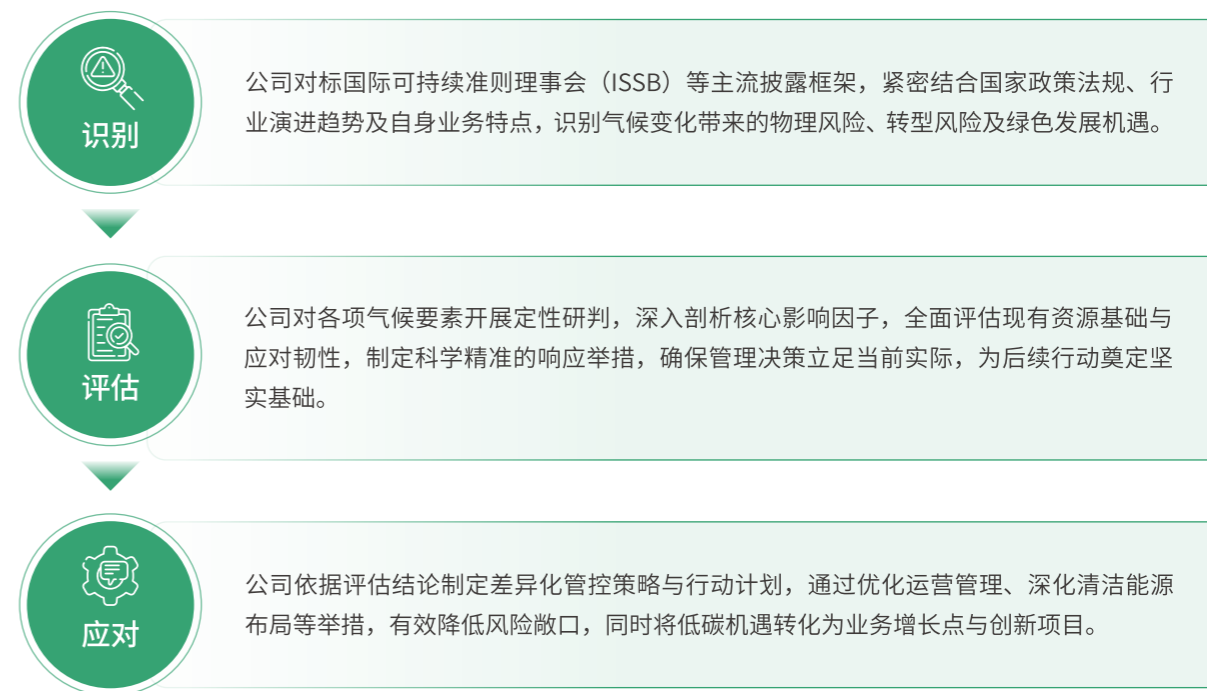 识别
公司对标国际可持续准则理事会（ISSB）等主流披露框架，紧密结合国家政策法规、行
业演进趋势及自身业务特点，识别气候变化带来的物理风险、转型风险及绿色发展机遇。
评估
公司对各项气候要素开展定性研判，深入剖析核心影响因子，全面评估现有资源基础与
应对韧性，制定科学精准的响应举措，确保管理决策立足当前实际，为后续行动奠定坚
实基础。
应对
公司依据评估结论制定差异化管控策略与行动计划，通过优化运营管理、深化清洁能源
布局等举措，有效降低风险敞口，同时将低碳机遇转化为业务增长点与创新项目。